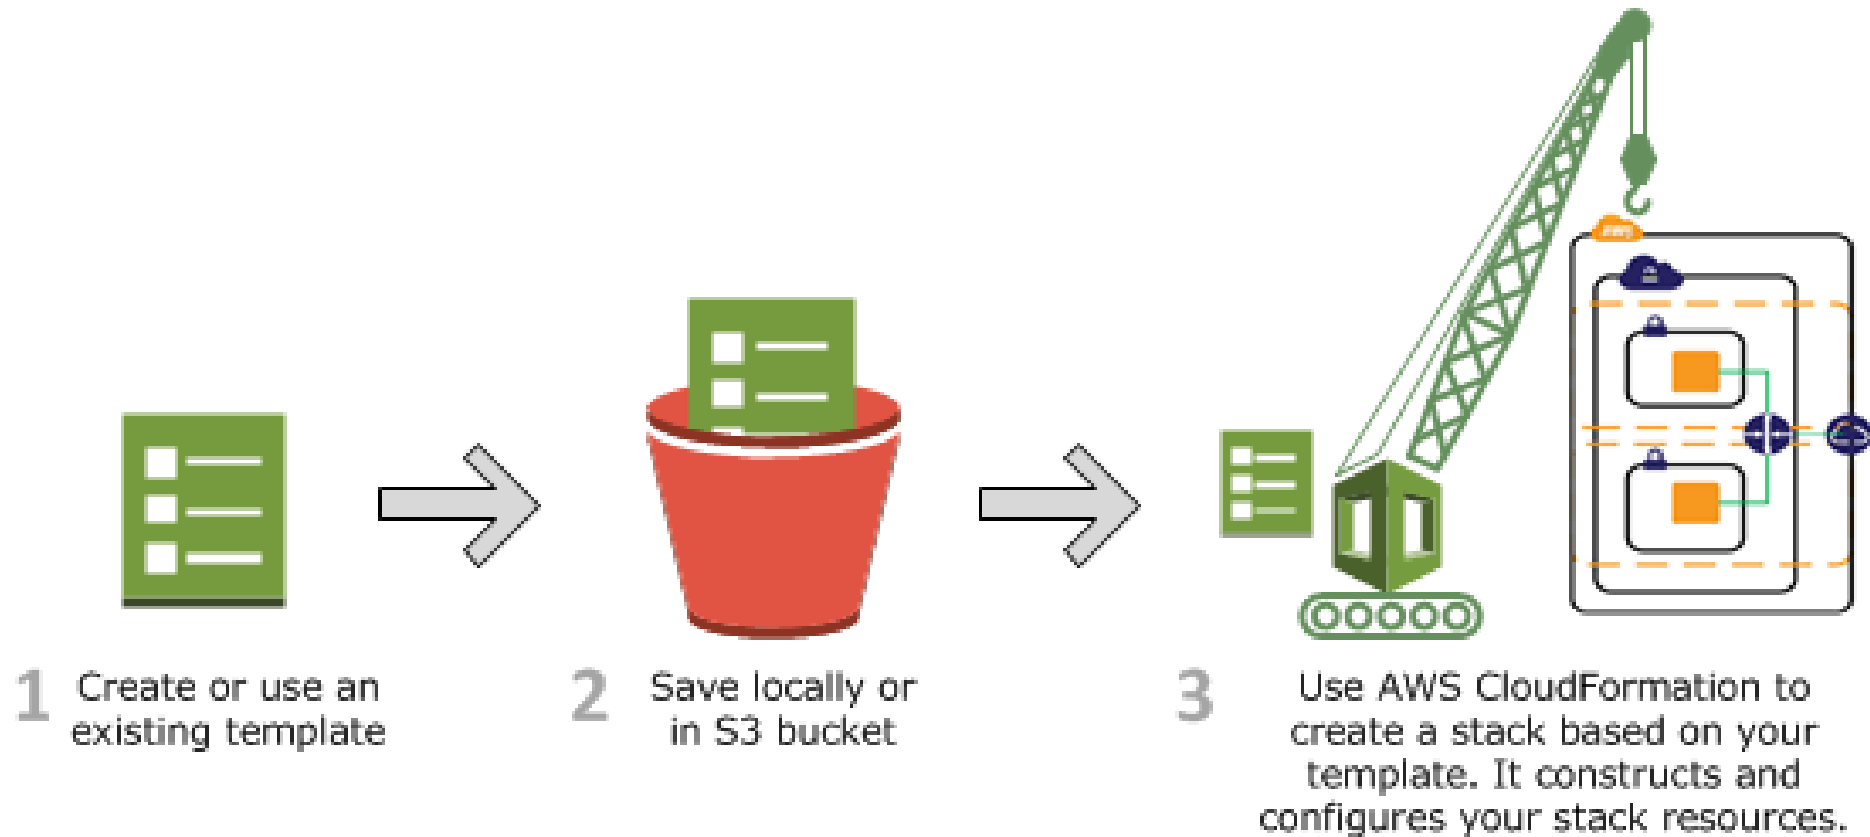 AWS
1 Create or use an
existing template
2 Save locally or
in S3 bucket
3 Use AWS CloudFormation to
create a stack based on your
template. It constructs and
configures your stack resources.